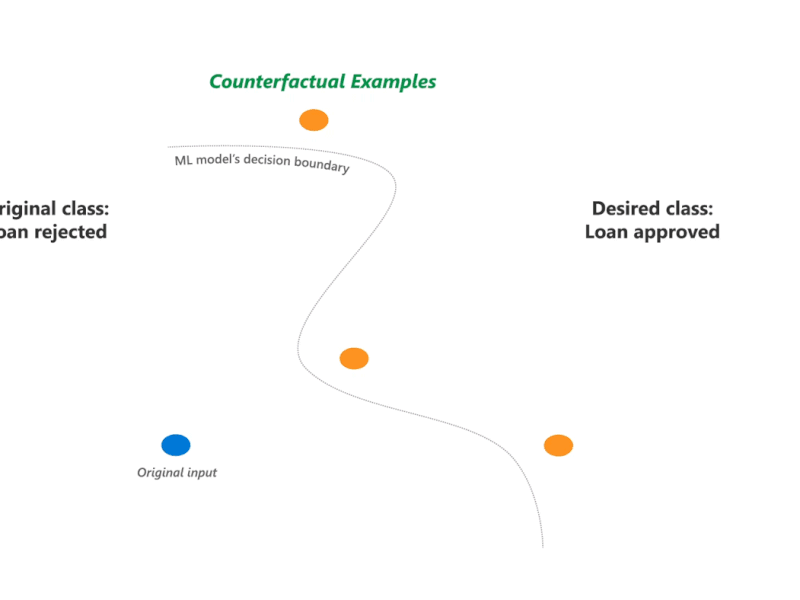 Counterfactual Examples
ML model's decision boundary
riginal class:
oan rejected
Desired class:
Loan approved
Original input